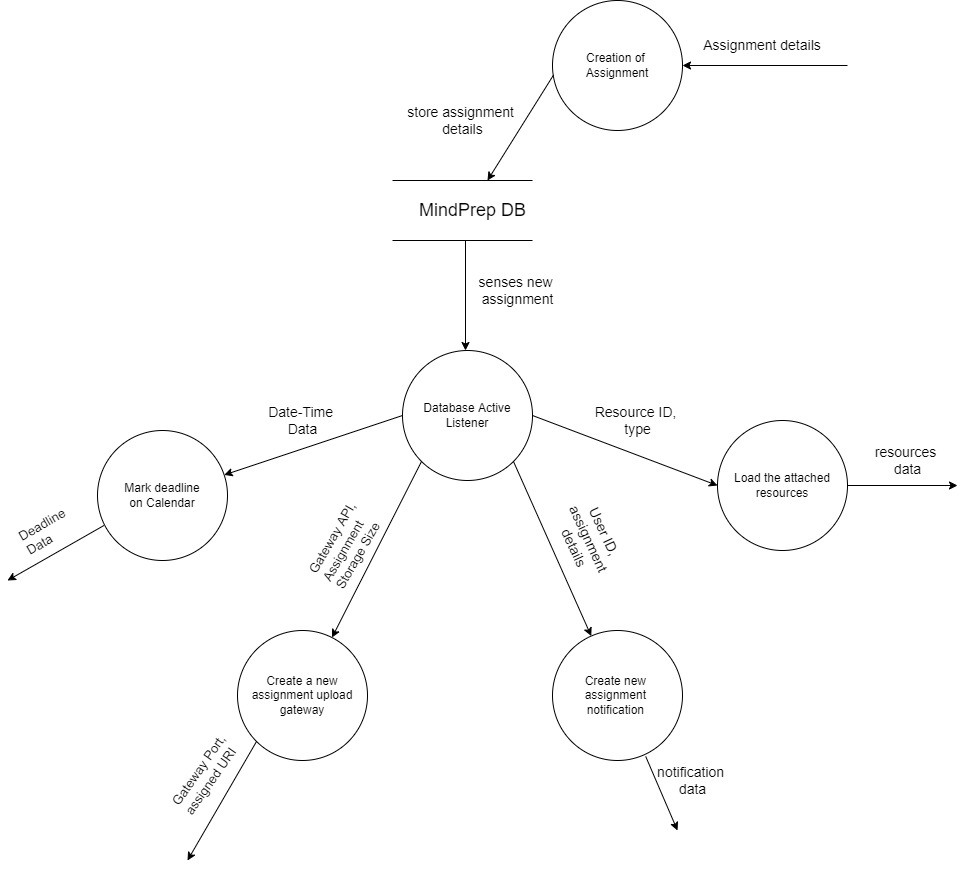 Assignment details
Creation of
Assignment
store assignment
details
MindPrep DB
senses new
assignment
Database Active
Listener
Date-Time
Data
Resource ID,
type
Mark deadline
on Calendar
Load the attached
resources
resources
data
Deadline
Data
Gateway API,
Assignment
Storage Size
User ID,
assignment
details
Create a new
assignment upload
gateway
Create new
assignment
notification
Gateway Port,
assigned URI
notification
data